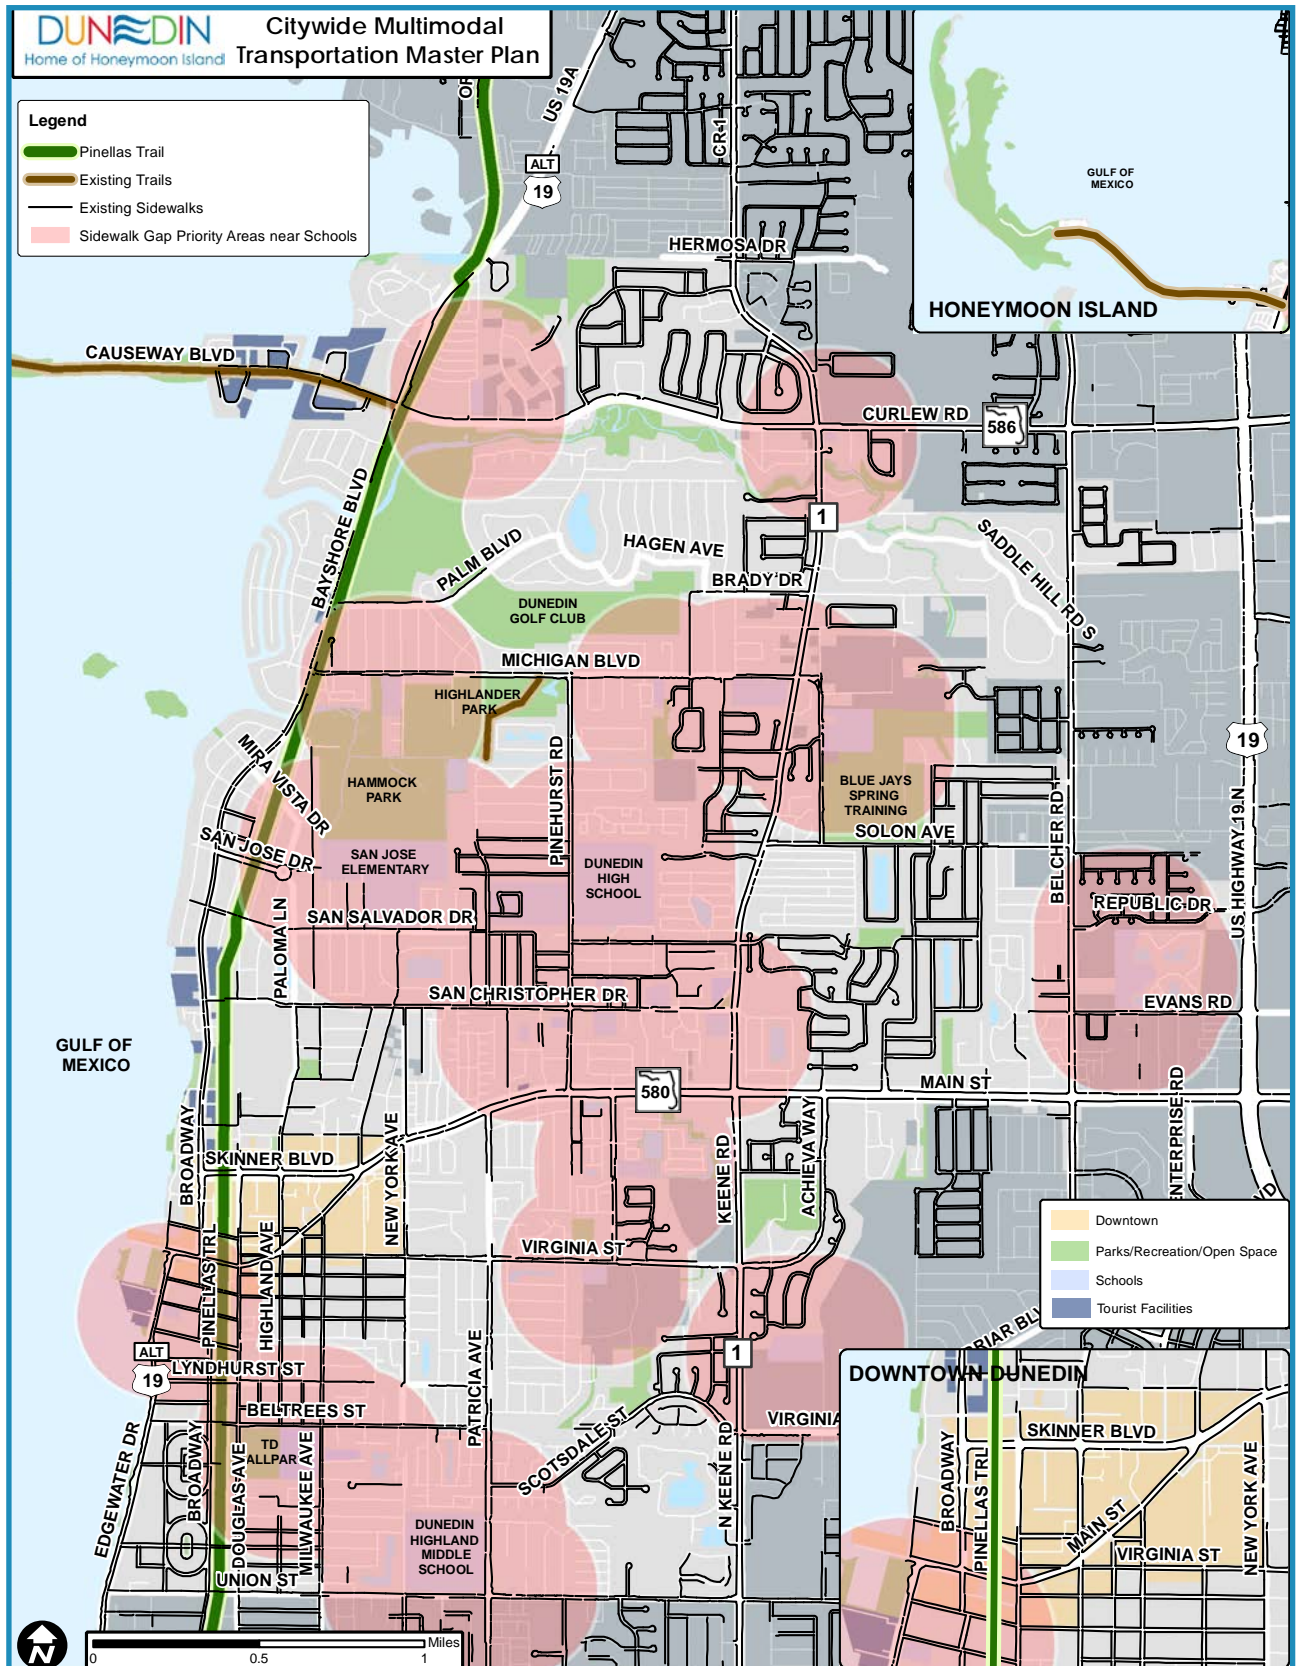 DUNEDIN
Home of Honeymoon Island
Citywide Multimodal
Transportation Master Plan
Legend
Pinellas Trail
Existing Trails
Existing Sidewalks
Sidewalk Gap Priority Areas near Schools
US 19A
ALT
19
CR-1
HERMOSA DR
GULF OF
MEXICO
HONEYMOON ISLAND
CAUSEWAY BLVD
CURLEW RD
586
BAYSHORE BLVD
1
PALM BLVD
HAGEN AVE
BRADY DR
SADDLE HILL RD S
DUNEDIN
GOLF CLUB
MICHIGAN BLVD
HIGHLANDER
PARK
MIRA VISTA DR
HAMMOCK
PARK
PINEHURST RD
BLUE JAYS
SPRING
TRAINING
19
SOLON AVE
BELCHER RD
US HIGHWAY 19 N
SAN JOSE DR
SAN JOSE
ELEMENTARY
DUNEDIN
HIGH
SCHOOL
REPUBLIC DR
PALOMA LN
SAN SALVADOR DR
SAN CHRISTOPHER DR
EVANS RD
GULF OF
MEXICO
580
MAIN ST
BROADWAY
SKINNER BLVD
NEW YORK AVE
KEENE RD
ACHIEVA WAY
ENTERPRISE RD
PINELLAS TRL
HIGHLAND AVE
VIRGINIA ST
Downtown
Parks/Recreation/Open Space
Schools
Tourist Facilities
ALT
19
LYNDHURST ST
PATRICIA AVE
1
BELTREES ST
VIRGINIA
EDGEWATER DR
BROADWAY
DOUGLAS AVE
TD
ALLPAR
MILWAUKEE AVE
SCOTSDALE ST
N KEENE RD
DUNEDIN
HIGHLAND
MIDDLE
SCHOOL
UNION ST
DOWNTOWN DUNEDIN
SKINNER BLVD
BROADWAY
PINELLAS TRL
MAIN ST
VIRGINIA ST
NEW YORK AVE
N
0
0.5
1
Miles